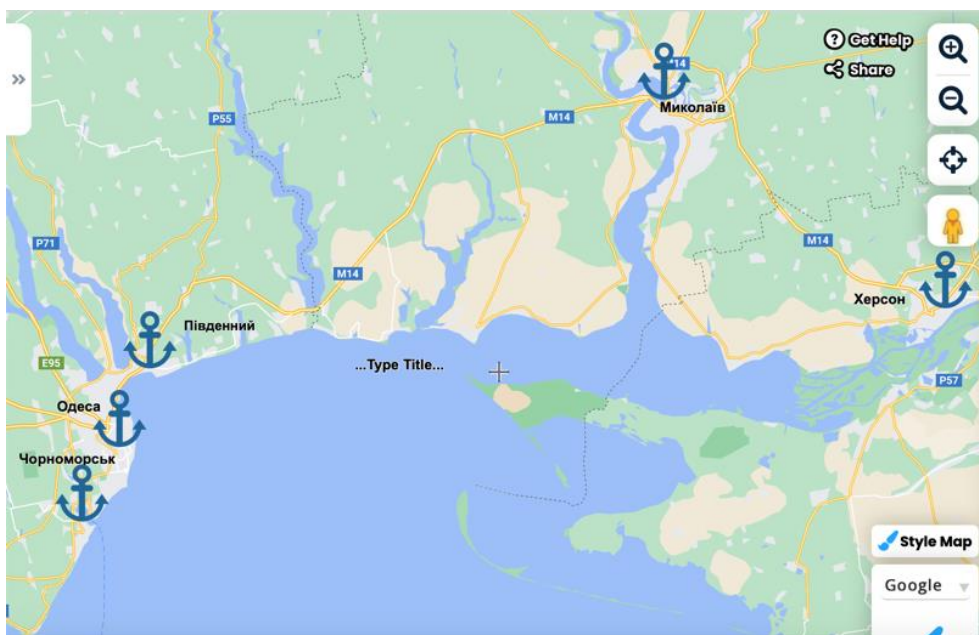 Get Help
Share
14
Миколаїв
P55
M14
P71
M14
M14
Херсон
Південний
E95
...Type Title...
P57
Одеса
Чорноморськ
Style Map
Google